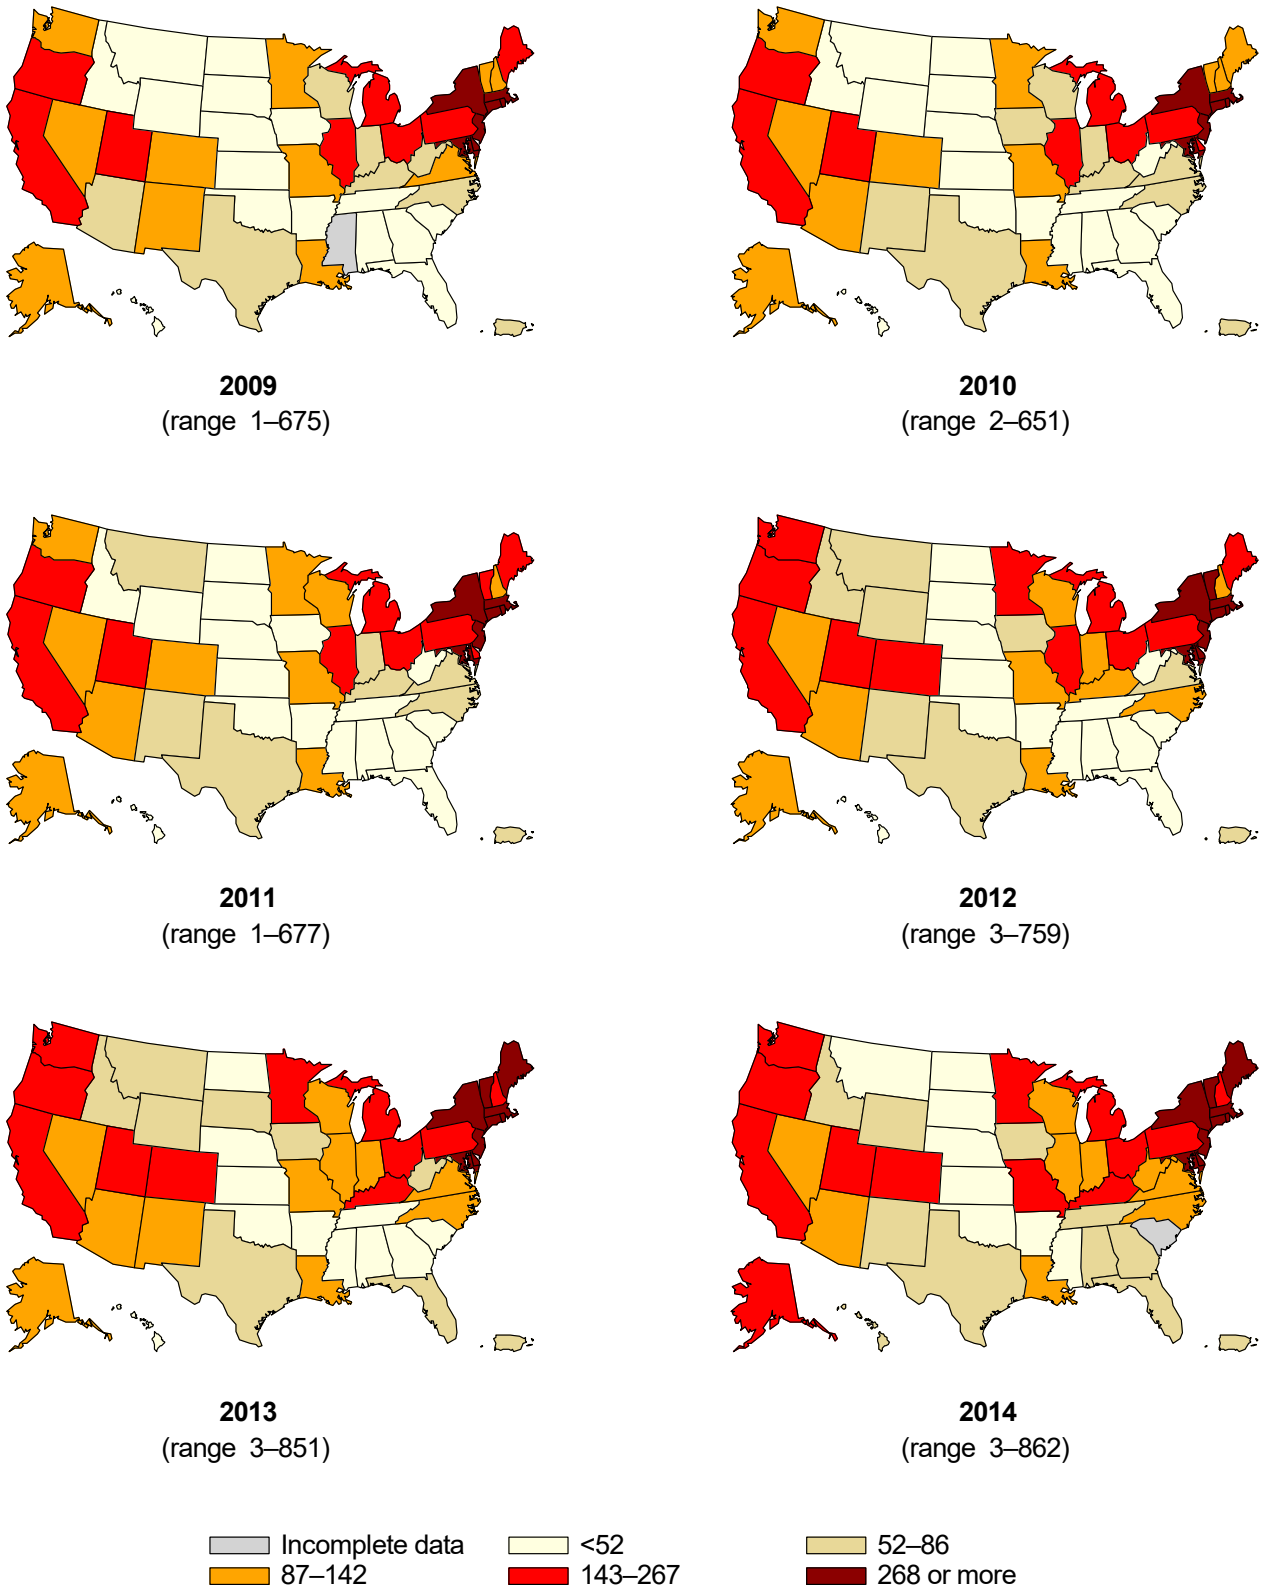 2009
(range 1–675)
2010
(range 2–651)
2011
(range 1–677)
2012
(range 3–759)
2013
(range 3–851)
2014
(range 3–862)
Incomplete data
<52
52–86
87–142
143–267
268 or more